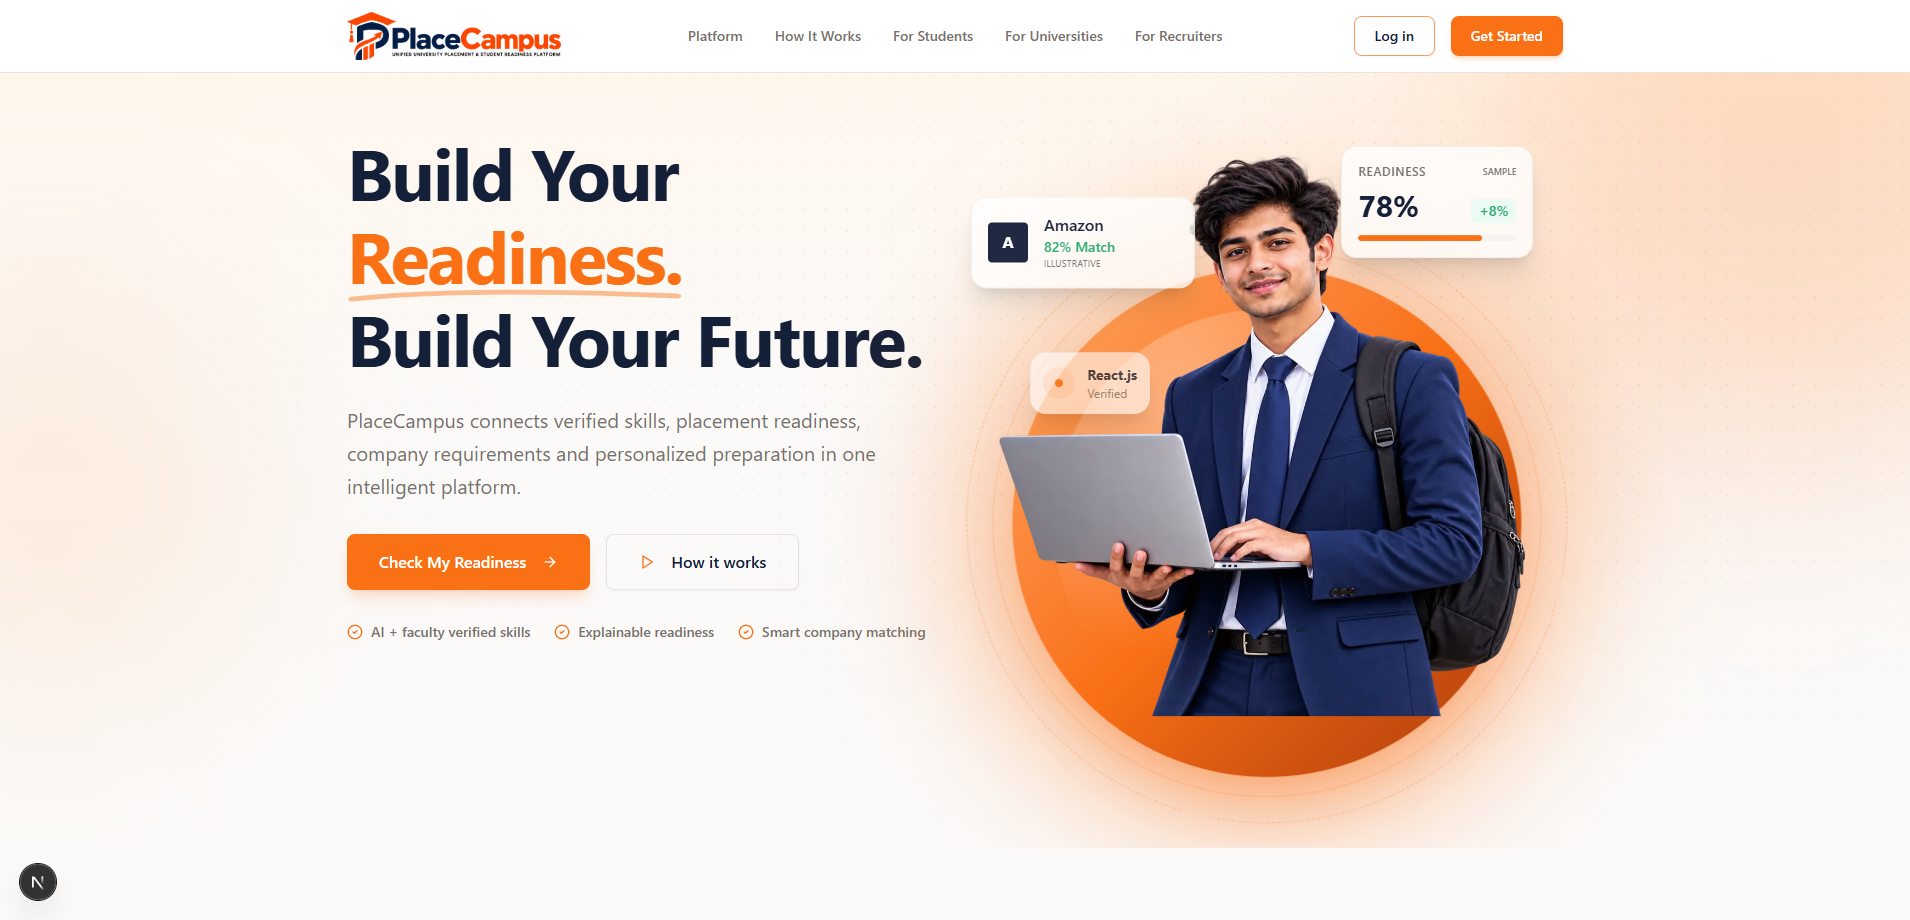 PlaceCampus
UNIFIED UNIVERSITY PLACEMENT & STUDENT READINESS PLATFORM
Platform
How It Works
For Students
For Universities
For Recruiters
Log in
Get Started
Build Your
Readiness.
Build Your Future.
PlaceCampus connects verified skills, placement readiness,
company requirements and personalized preparation in one
intelligent platform.
Check My Readiness
How it works
AI + faculty verified skills
Explainable readiness
Smart company matching
A
Amazon
82% Match
ILLUSTRATIVE
READINESS
SAMPLE
78%
+8%
React.js
Verified
N